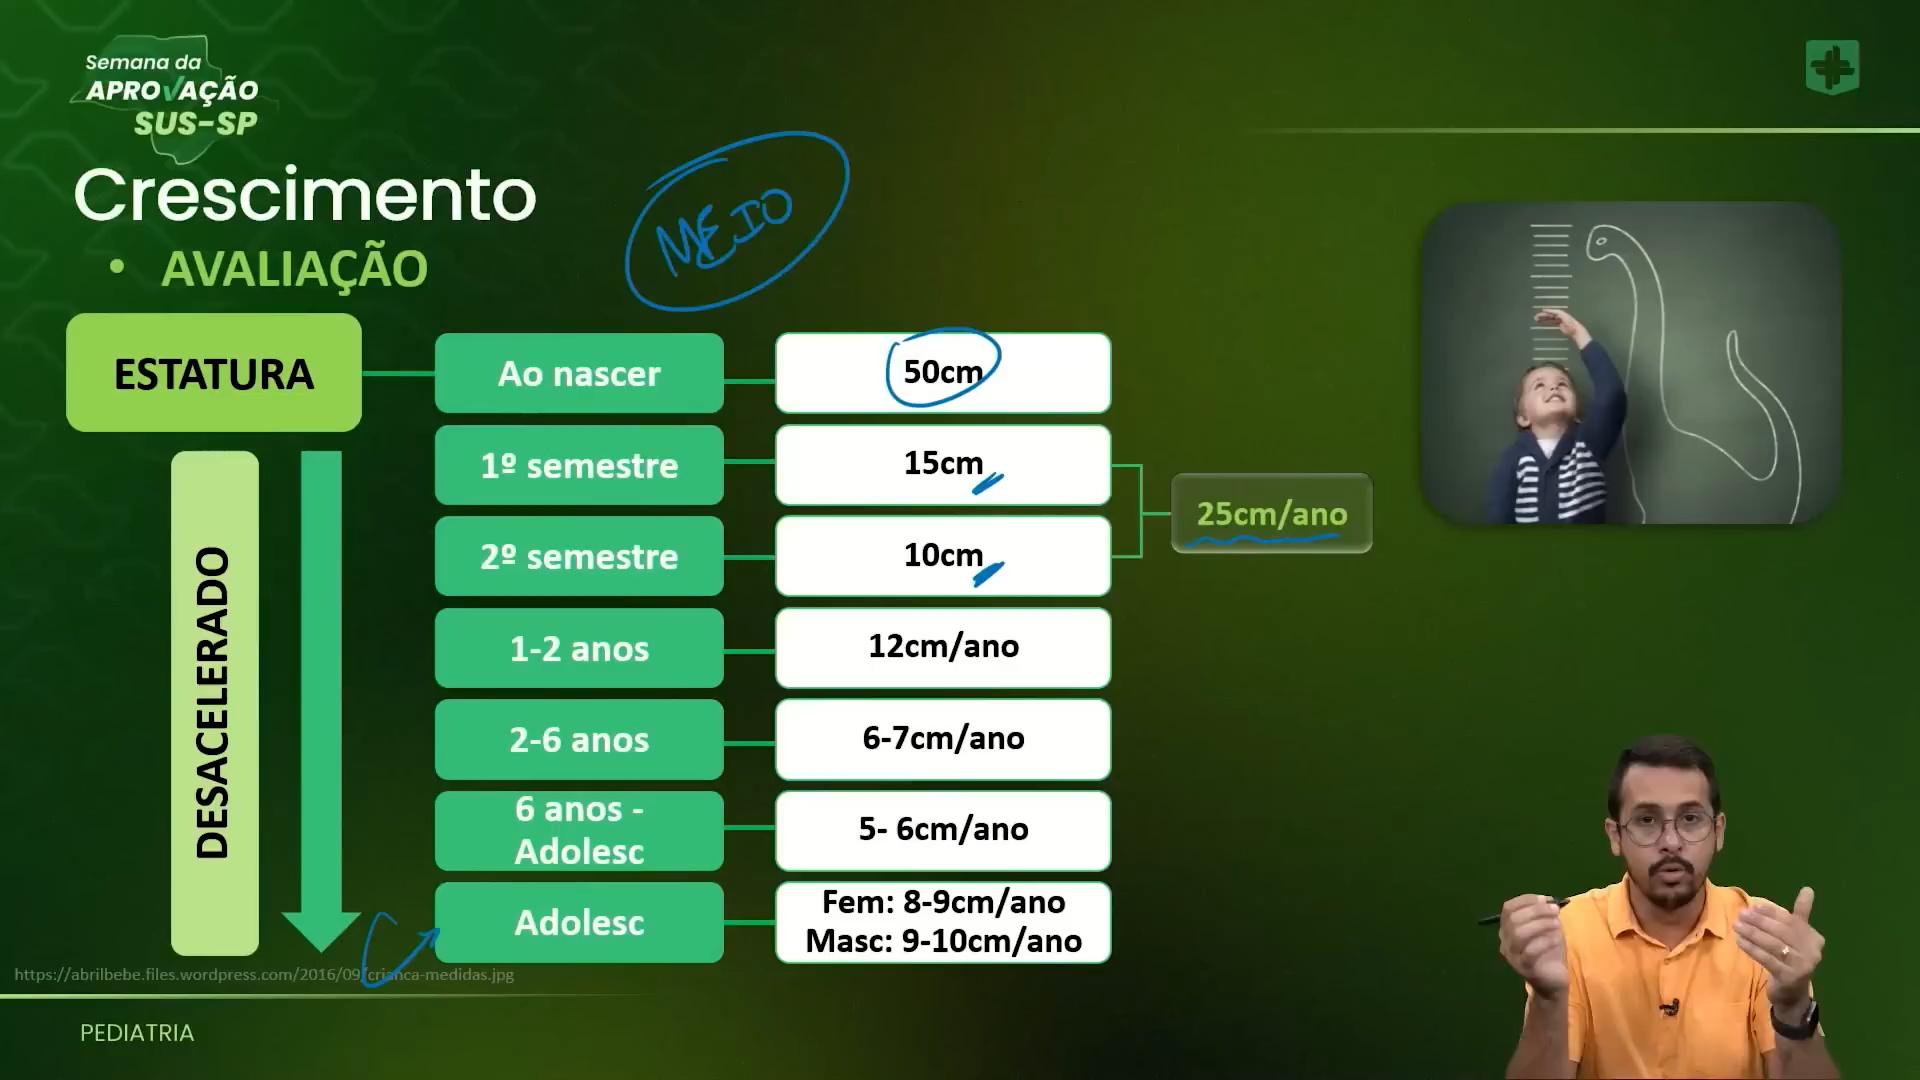 Semana da
APROVAÇÃO
SUS-SP
Crescimento
MEIO
• AVALIAÇÃO
ESTATURA
Ao nascer
50cm
1º semestre
15cm
25cm/ano
2º semestre
10cm
DESACELERADO
1-2 anos
12cm/ano
2-6 anos
6-7cm/ano
6 anos -
Adolesc
5- 6cm/ano
Adolesc
Fem: 8-9cm/ano
Masc: 9-10cm/ano
https://abrilbebe.files.wordpress.com/2016/09/crianca-medidas.jpg
PEDIATRIA